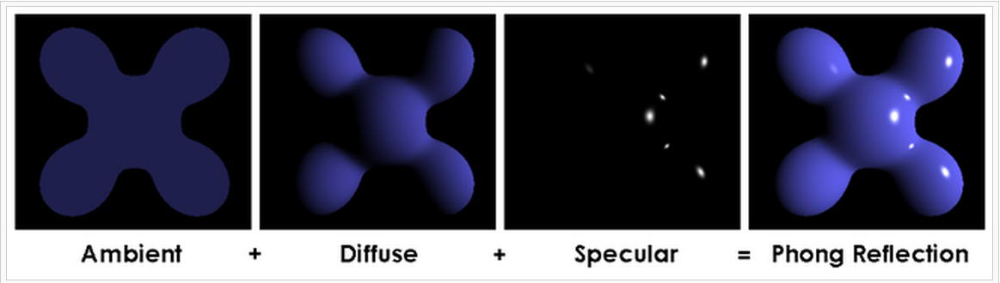 Ambient + Diffuse + Specular = Phong Reflection